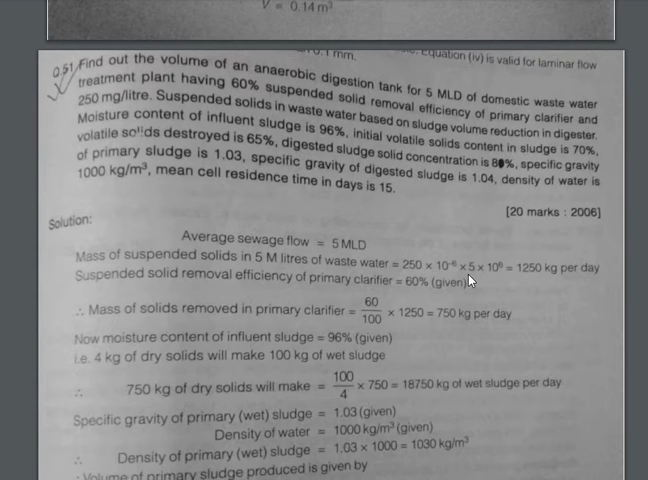 V = 0.14 m³
0.1 mm. Equation (iv) is valid for laminar flow
Q.51 Find out the volume of an anaerobic digestion tank for 5 MLD of domestic waste water
treatment plant having 60% suspended solid removal efficiency of primary clarifier and
250 mg/litre. Suspended solids in waste water based on sludge volume reduction in digester.
Moisture content of influent sludge is 96%, initial volatile solids content in sludge is 70%,
volatile solids destroyed is 65%, digested sludge solid concentration is %, specific gravity
of primary sludge is 1.03, specific gravity of digested sludge is 1.04, density of water is
1000 kg/m³, mean cell residence time in days is 15.
[20 marks : 2006]
Solution:
Average sewage flow = 5 MLD
Mass of suspended solids in 5 M litres of waste water = 250 × 10⁻⁶ × 5 × 10⁶ = 1250 kg per day
Suspended solid removal efficiency of primary clarifier = 60% (given)
∴ Mass of solids removed in primary clarifier = 60/100 × 1250 = 750 kg per day
Now moisture content of influent sludge = 96% (given)
i.e. 4 kg of dry solids will make 100 kg of wet sludge
∴ 750 kg of dry solids will make = 100/4 × 750 = 18750 kg of wet sludge per day
Specific gravity of primary (wet) sludge = 1.03 (given)
Density of water = 1000 kg/m³ (given)
∴ Density of primary (wet) sludge = 1.03 × 1000 = 1030 kg/m³
∴ Volume of primary sludge produced is given by